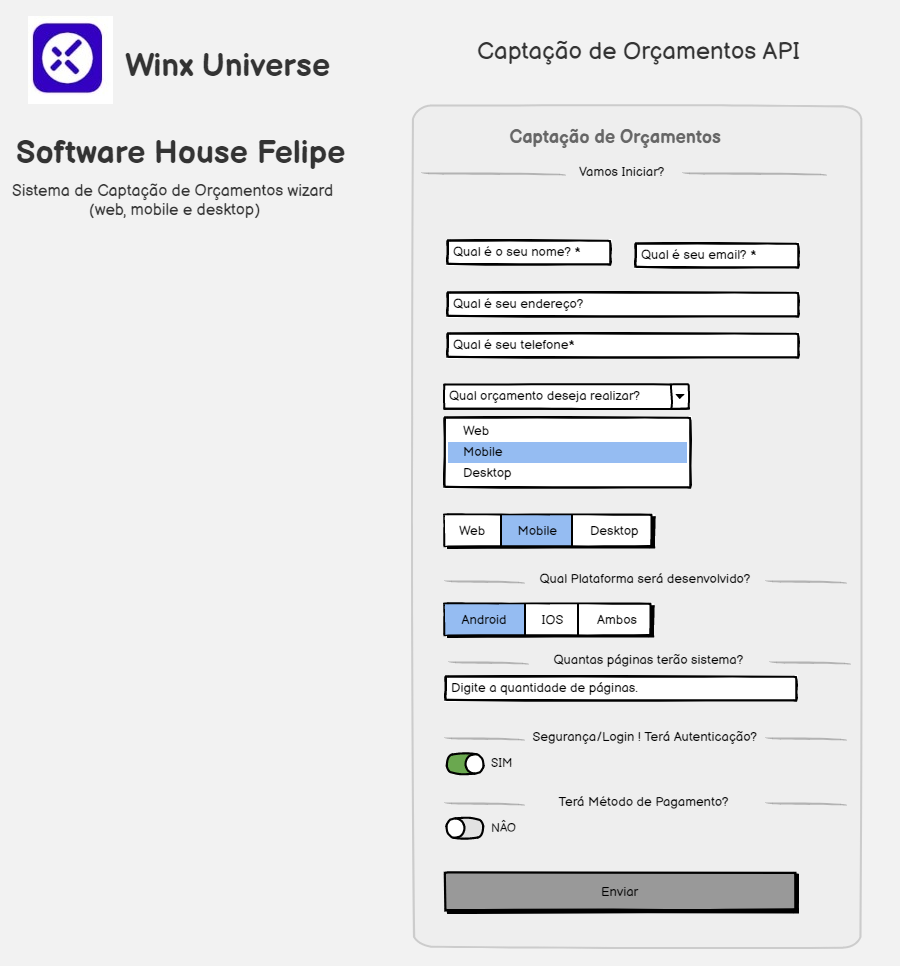 Winx Universe
Software House Felipe
Sistema de Captação de Orçamentos wizard
(web, mobile e desktop)
Captação de Orçamentos API
Captação de Orçamentos
Vamos Iniciar?
Qual é o seu nome? *
Qual é seu email? *
Qual é seu endereço?
Qual é seu telefone*
Qual orçamento deseja realizar?
Web
Mobile
Desktop
Web Mobile Desktop
Qual Plataforma será desenvolvido?
Android IOS Ambos
Quantas páginas terão sistema?
Digite a quantidade de páginas.
Segurança/Login ! Terá Autenticação?
SIM
Terá Método de Pagamento?
NÂO
Enviar